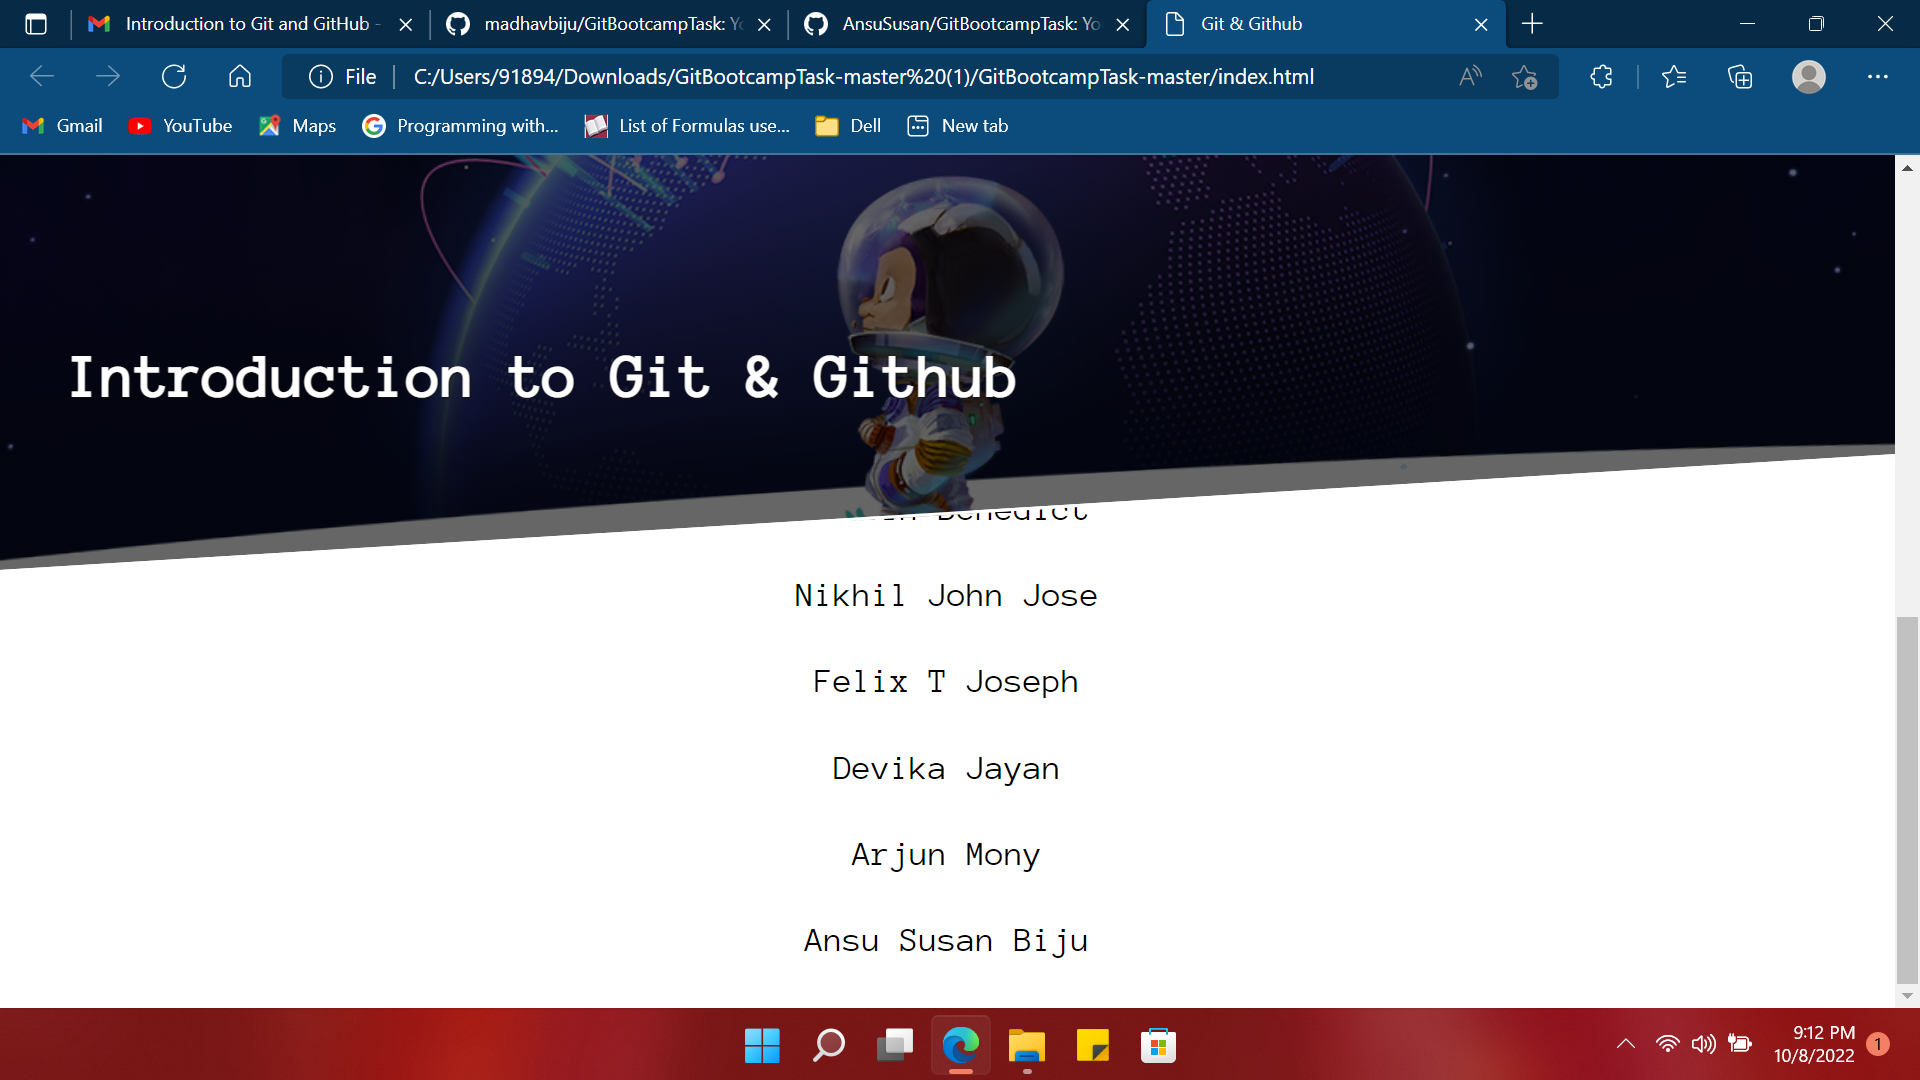 Introduction to Git and GitHub -
madhavbiju/GitBootcampTask: Yo
AnsuSusan/GitBootcampTask: Yo
Git & Github
File
C:/Users/91894/Downloads/GitBootcampTask-master%20(1)/GitBootcampTask-master/index.html
Gmail
YouTube
Maps
Programming with...
List of Formulas use...
Dell
New tab
Introduction to Git & Github
Benedict
Nikhil John Jose
Felix T Joseph
Devika Jayan
Arjun Mony
Ansu Susan Biju
9:12 PM
10/8/2022
1